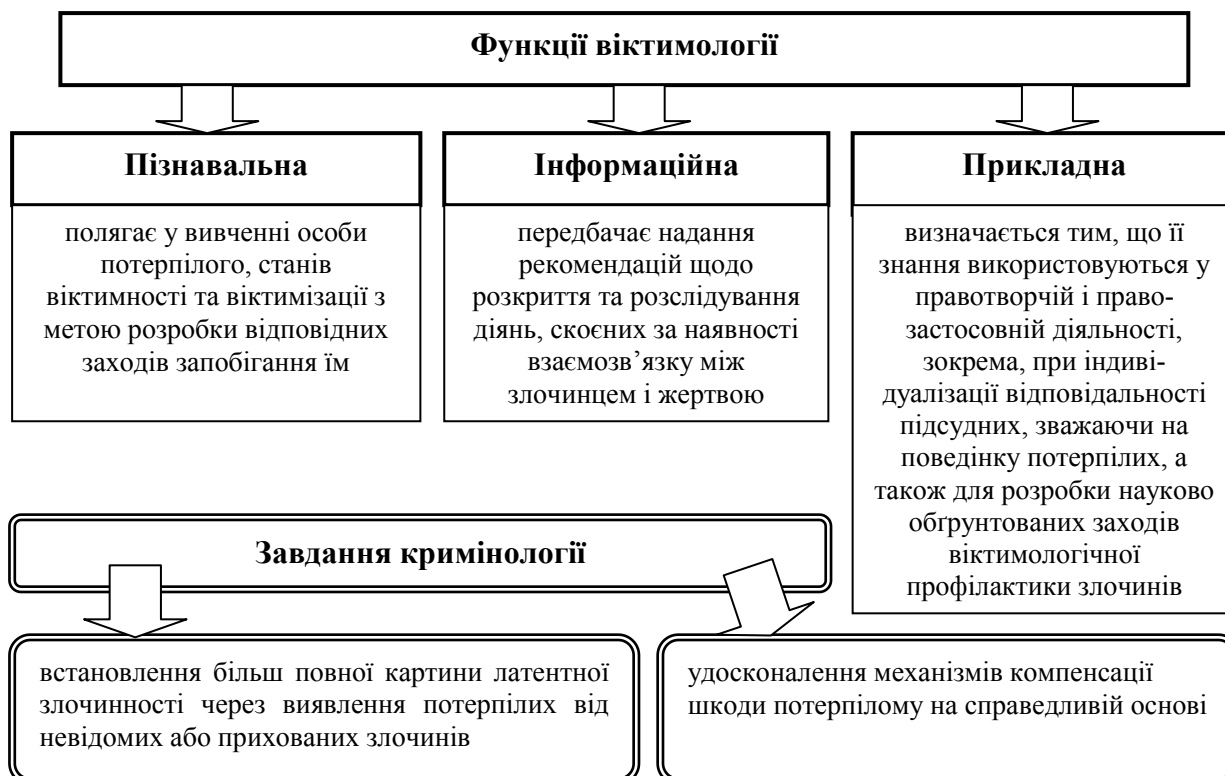 Функції віктимології
Пізнавальна
полягає у вивченні особи
потерпілого, станів
віктимності та віктимізації з
метою розробки відповідних
заходів запобігання їм
Інформаційна
передбачає надання
рекомендацій щодо
розкриття та розслідування
діянь, скоєних за наявності
взаємозв’язку між
злочинцем і жертвою
Прикладна
визначається тим, що її
знання використовуються у
правотворчій і право-
застосовній діяльності,
зокрема, при індиві-
дуалізації відповідальності
підсудних, зважаючи на
поведінку потерпілих, а
також для розробки науково
обґрунтованих заходів
віктимологічної
профілактики злочинів
Завдання кримінології
встановлення більш повної картини латентної
злочинності через виявлення потерпілих від
невідомих або прихованих злочинів
удосконалення механізмів компенсації
шкоди потерпілому на справедливій основі